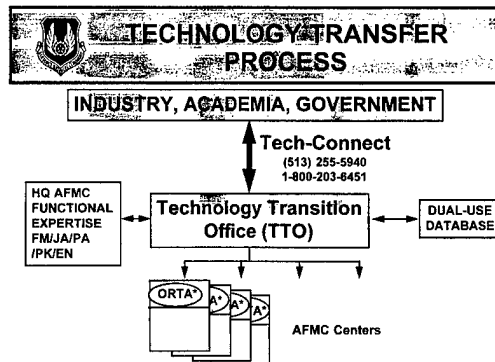 TECHNOLOGY TRANSFER
PROCESS
INDUSTRY, ACADEMIA, GOVERNMENT
Tech-Connect
(513) 255-5940
1-800-203-6451
HQ AFMC
FUNCTIONAL
EXPERTISE
FM/JA/PA
/PK/EN
Technology Transition
Office (TTO)
DUAL-USE
DATABASE
ORTA*
A*
A*
A*
AFMC Centers